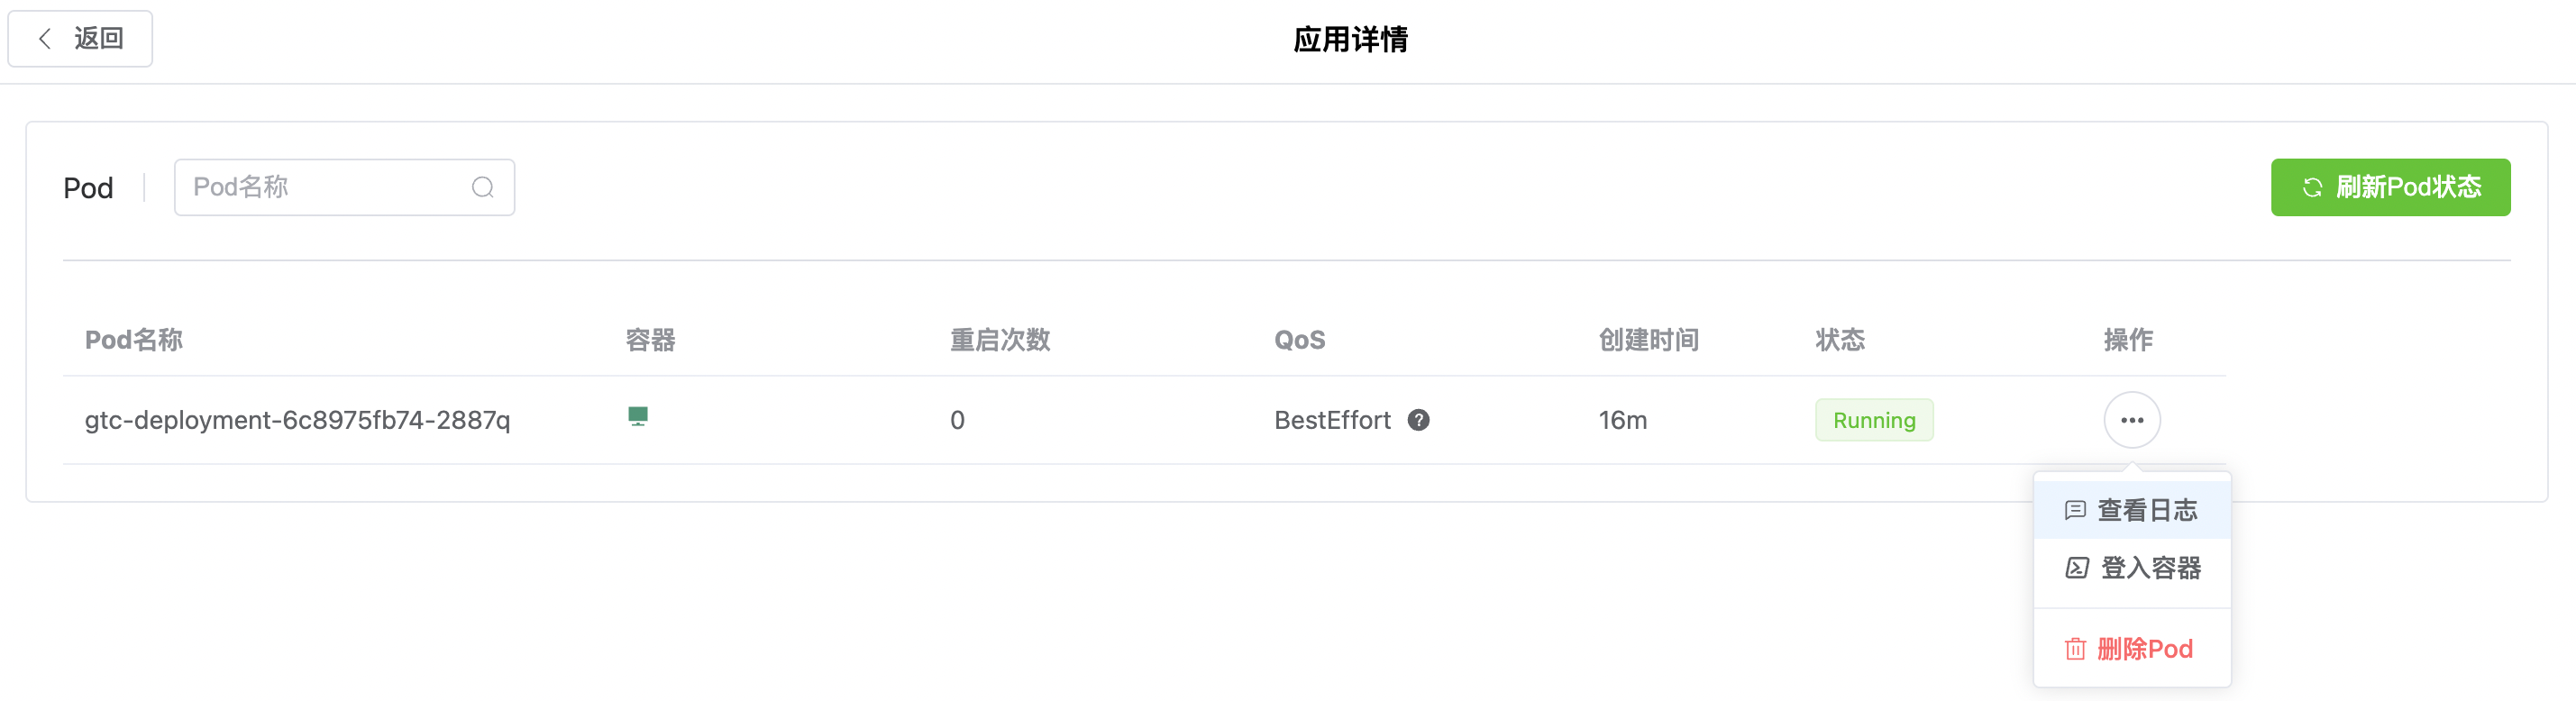 返回
应用详情
Pod
Pod名称
刷新Pod状态
Pod名称 容器 重启次数 QoS 创建时间 状态 操作
gtc-deployment-6c8975fb74-2887q 0 BestEffort ? 16m Running
查看日志
登入容器
删除Pod